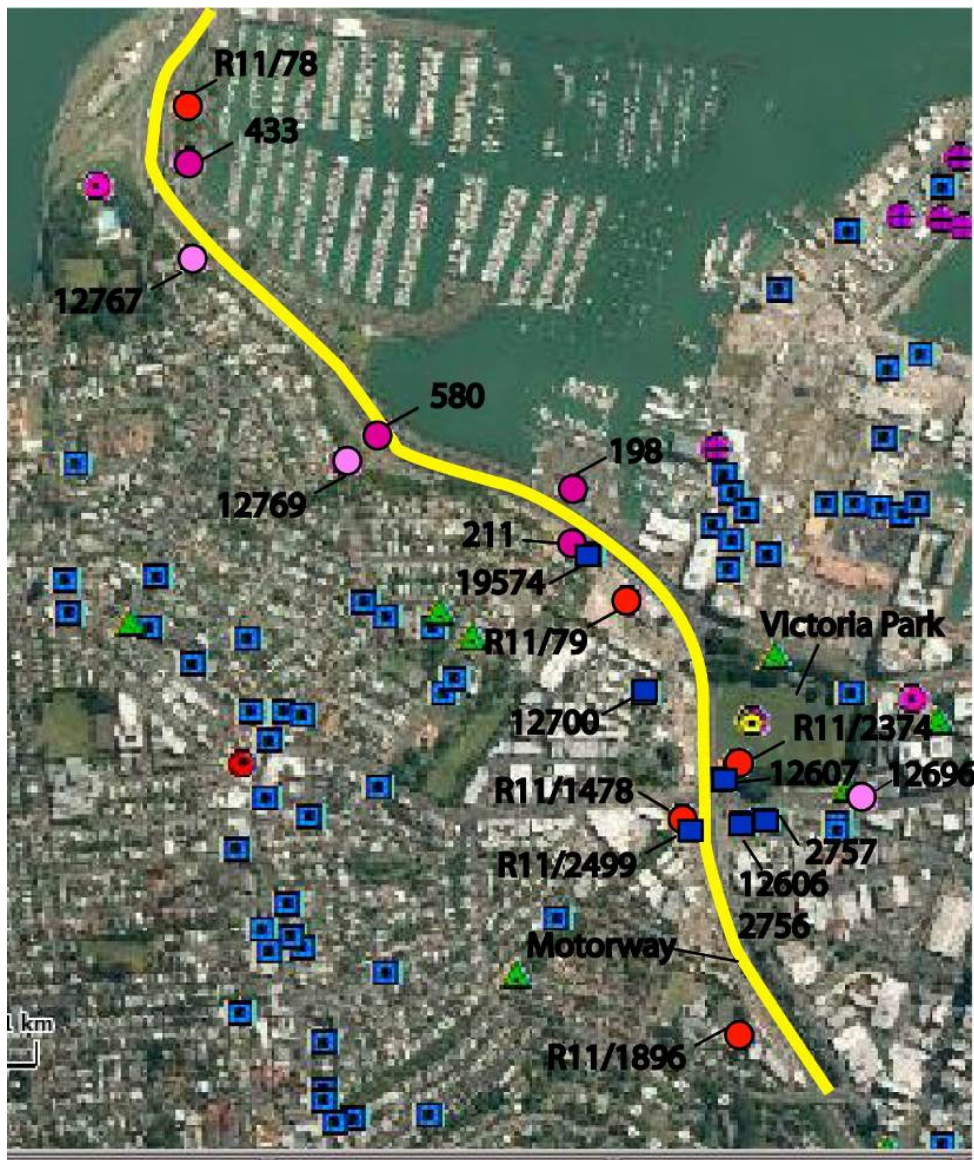 R11/78
433
12767
580
12769
198
211
19574
R11/79
Victoria Park
12700
R11/2374
12607
12696
R11/1478
R11/2499
2757
12606
2756
Motorway
1 km
R11/1896